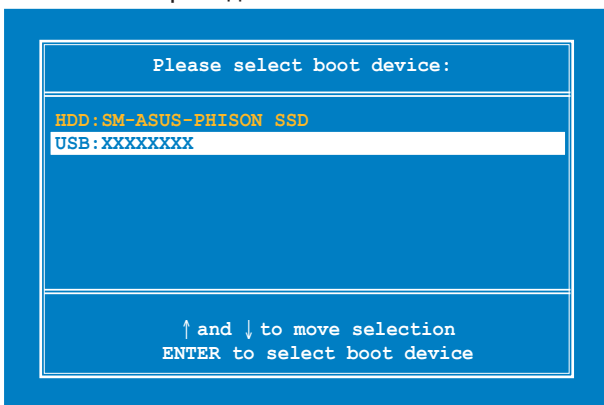 Please select boot device:
HDD:SM-ASUS-PHISON SSD
USB:XXXXXXXX
↑ and ↓ to move selection
ENTER to select boot device